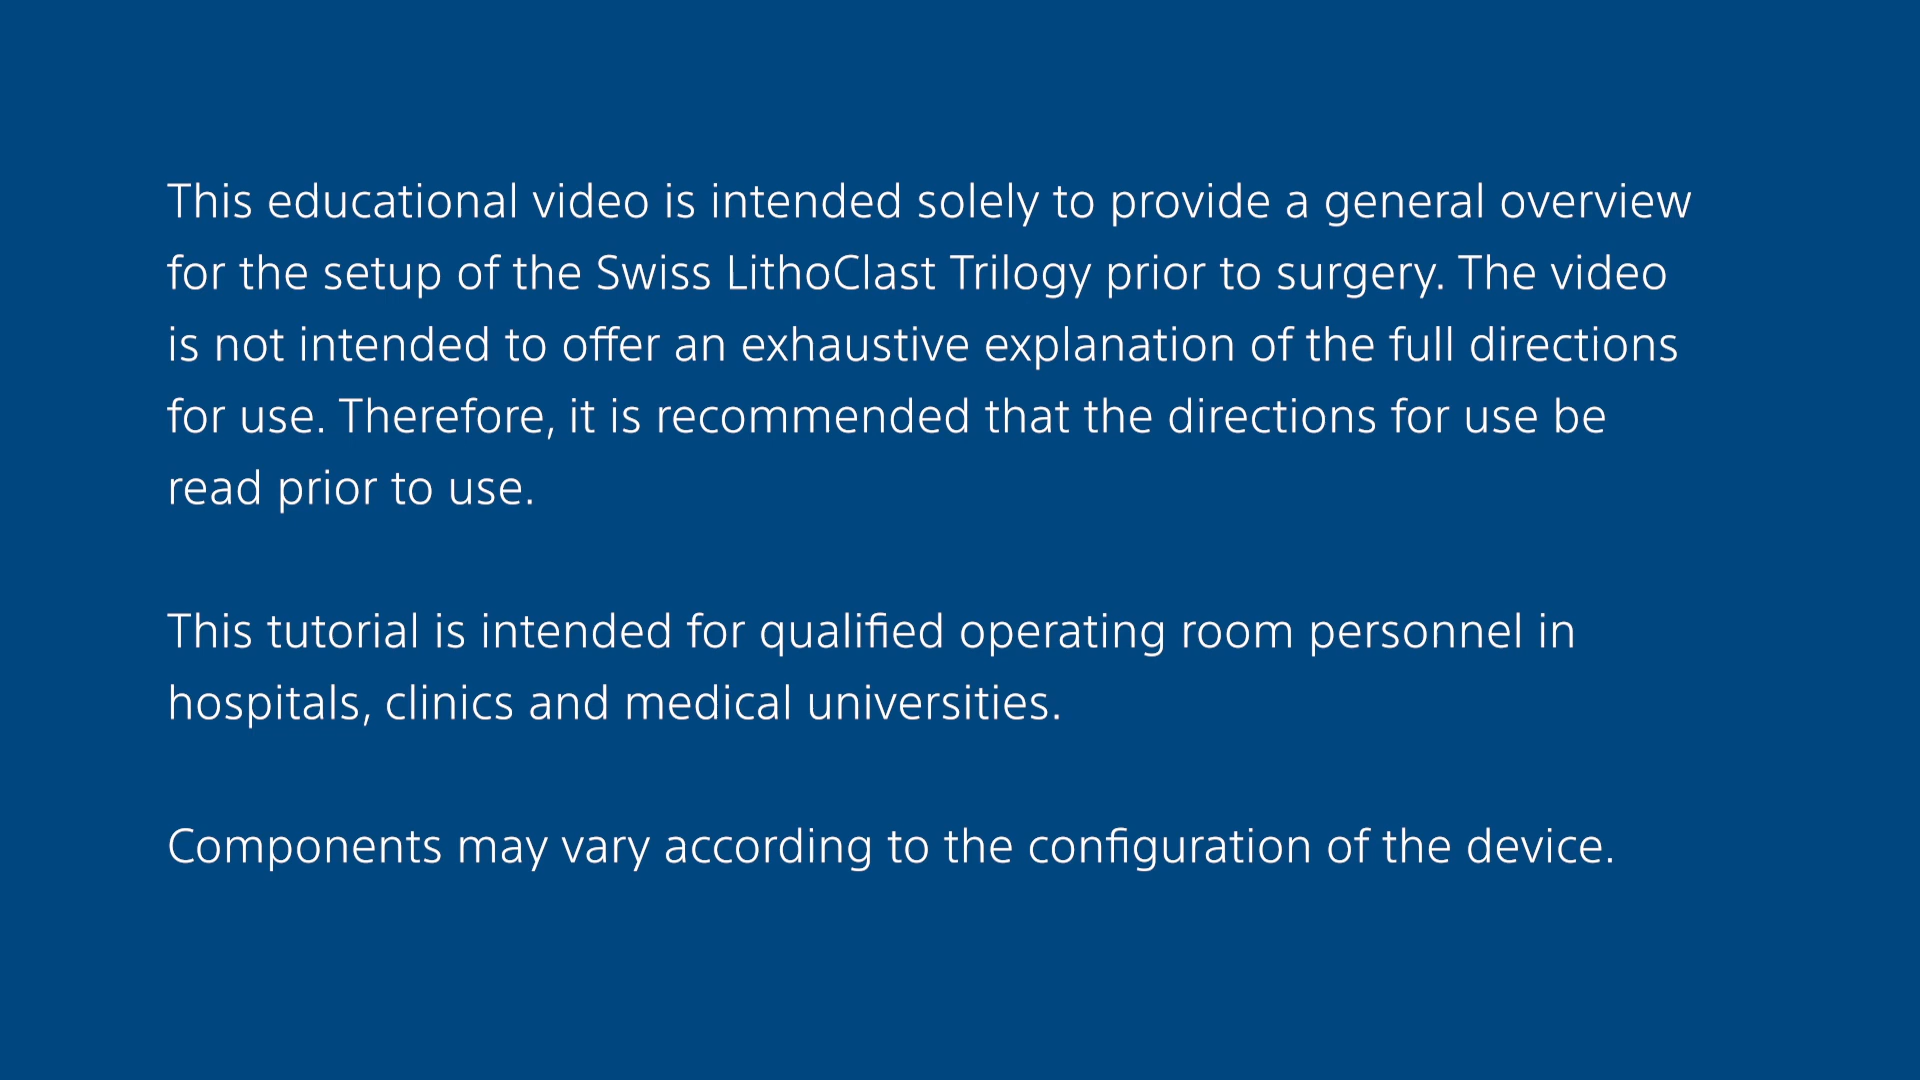 This educational video is intended solely to provide a general overview
for the setup of the Swiss LithoClast Trilogy prior to surgery. The video
is not intended to offer an exhaustive explanation of the full directions
for use. Therefore, it is recommended that the directions for use be
read prior to use.
This tutorial is intended for qualified operating room personnel in
hospitals, clinics and medical universities.
Components may vary according to the configuration of the device.